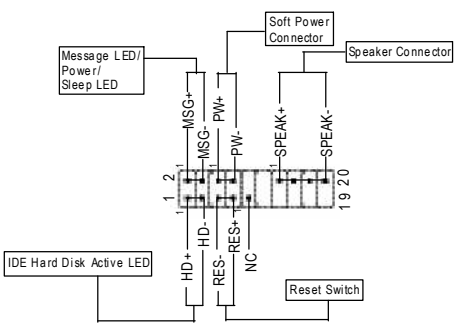 Soft Power
Connector
Message LED/
Power/
Sleep LED
Speaker Connector
MSG+
MSG-
PW+
PW-
SPEAK+
SPEAK-
1
1
2
20
1
19
1
1
HD+
HD-
RES-
RES+
NC
IDE Hard Disk Active LED
Reset Switch